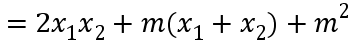 = 2x₁x₂ + m(x₁ + x₂) + m²